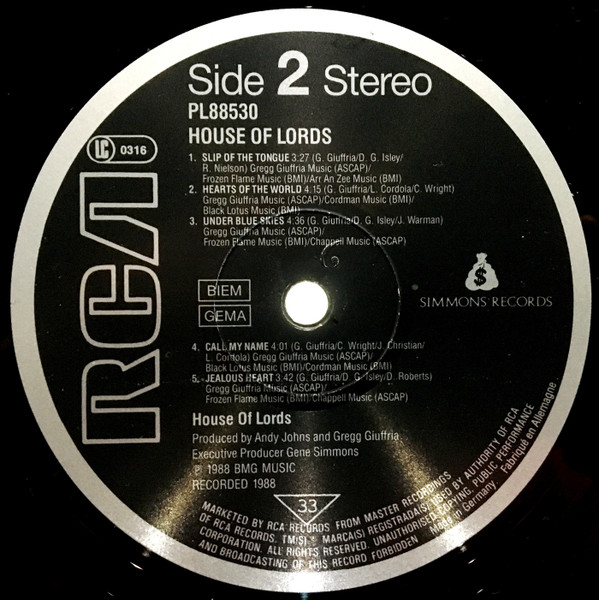 Side 2 Stereo
PL88530
HOUSE OF LORDS
LC 0316
RCA
1. SLIP OF THE TONGUE 3:27 (G. Giuffria/D. G. Isley/
R. Nielson) Gregg Giuffria Music (ASCAP)/
Frozen Flame Music (BMI)/Arr An Zee Music (BMI)
2. HEARTS OF THE WORLD 4:15 (G. Giuffria/L. Cordola/C. Wright)
Gregg Giuffria Music (ASCAP)/Cordman Music (BMI)/
Black Lotus Music (BMI)
3. UNDER BLUE SKIES 4:36 (G. Giuffria/D. G. Isley/J. Warman)
Gregg Giuffria Music (ASCAP)/
Frozen Flame Music (BMI)/Chappell Music (ASCAP)
BIEM
GEMA
$
SIMMONS RECORDS
4. CALL MY NAME 4:01 (G. Giuffria/C. Wright/J. Christian/
L. Cordola) Gregg Giuffria Music (ASCAP)/
Black Lotus Music (BMI)/Cordman Music (BMI)
5. JEALOUS HEART 3:42 (G. Giuffria/D. G. Isley/D. Roberts)
Gregg Giuffria Music (ASCAP)/
Frozen Flame Music (BMI)/Chappell Music (ASCAP)
House Of Lords
Produced by Andy Johns and Gregg Giuffria
Executive Producer Gene Simmons
℗ 1988 BMG MUSIC
RECORDED 1988
33
MARKETED BY RCA RECORDS FROM MASTER RECORDINGS
OF RCA RECORDS. TM(S) ® MARCA(S) REGISTRADA(S) USED BY AUTHORITY OF RCA
CORPORATION. ALL RIGHTS RESERVED. UNAUTHORISED COPYING, PUBLIC PERFORMANCE
AND BROADCASTING OF THIS RECORD FORBIDDEN
Made in Germany. Fabriqué en Allemagne